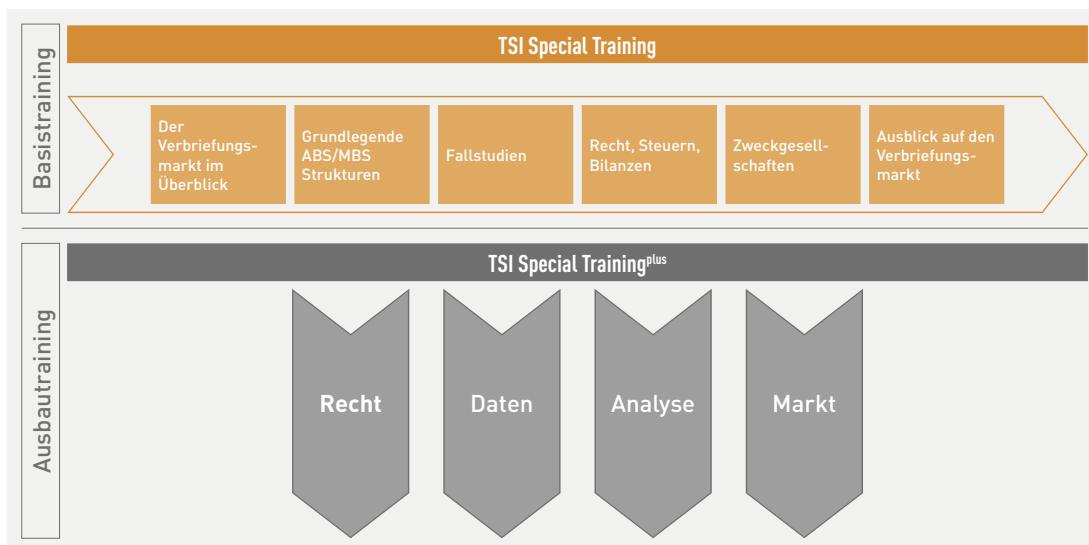 Basistraining
TSI Special Training
Der
Verbriefungs-
markt im
Überblick
Grundlegende
ABS/MBS
Strukturen
Fallstudien
Recht, Steuern,
Bilanzen
Zweckgesell-
schaften
Ausblick auf den
Verbriefungs-
markt
Ausbautraining
TSI Special Trainingplus
Recht
Daten
Analyse
Markt